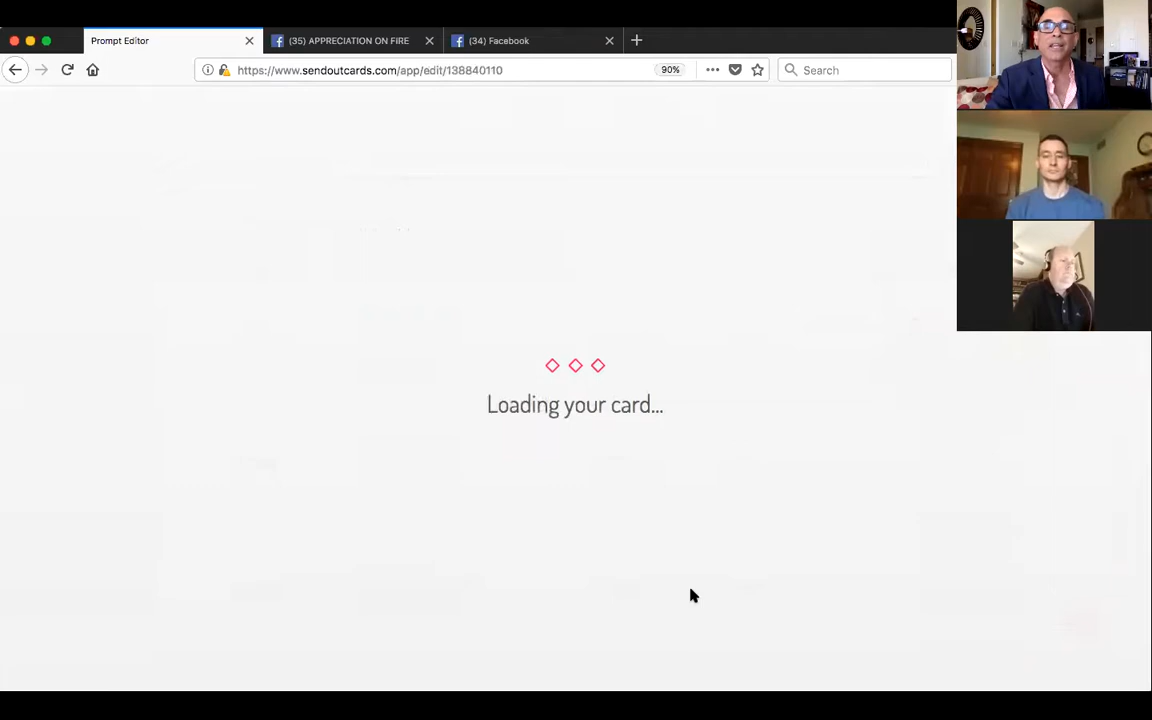 Prompt Editor
(35) APPRECIATION ON FIRE
(34) Facebook
https://www.sendoutcards.com/app/edit/138840110
90%
Search
Loading your card...